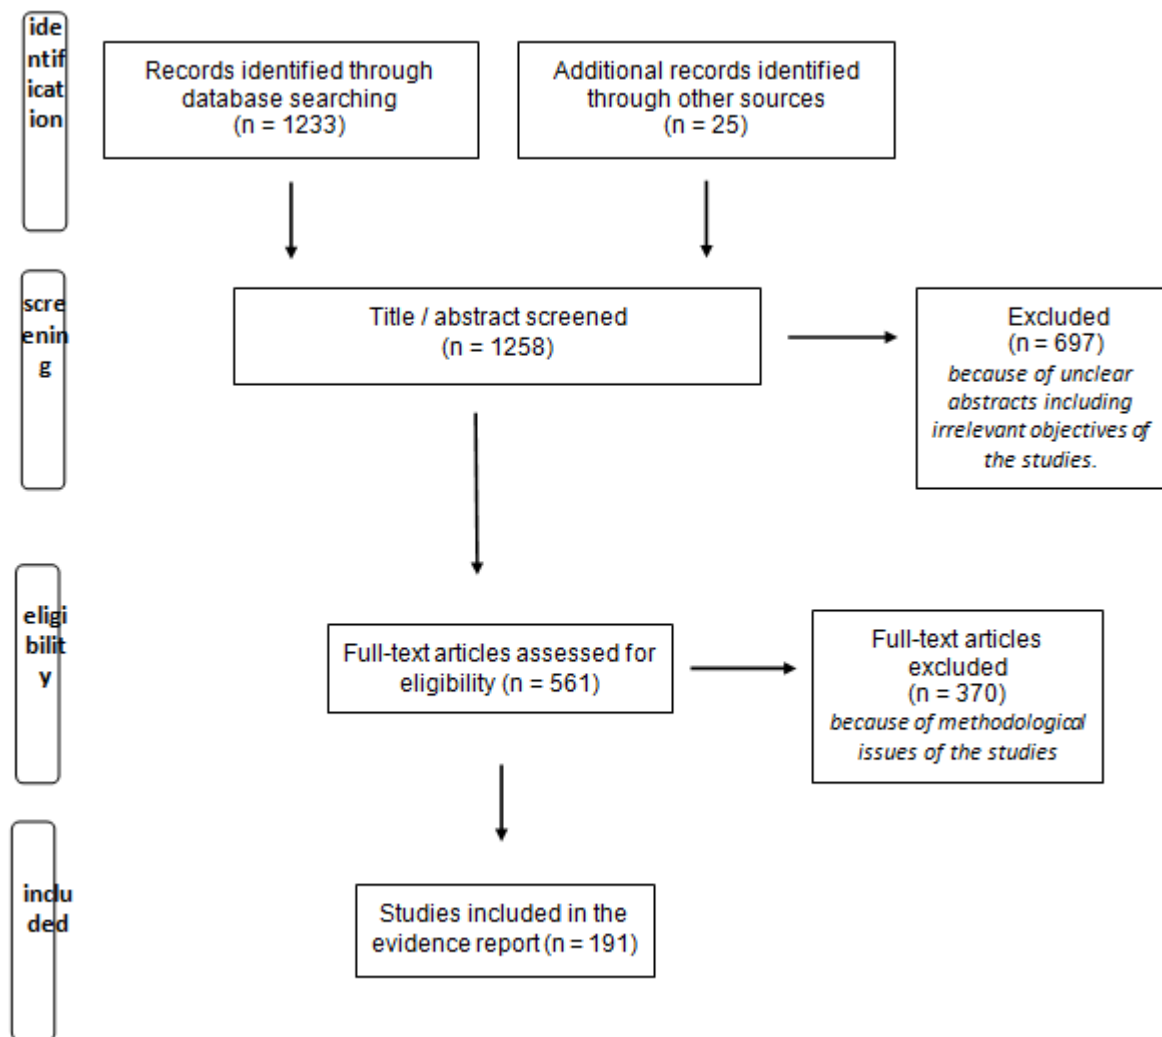 ide
ntif
icat
ion
Records identified through
database searching
(n = 1233)
Additional records identified
through other sources
(n = 25)
scre
enin
g
Title / abstract screened
(n = 1258)
Excluded
(n = 697)
because of unclear
abstracts including
irrelevant objectives of
the studies.
eligi
bilit
y
Full-text articles assessed for
eligibility (n = 561)
Full-text articles
excluded
(n = 370)
because of methodological
issues of the studies
inclu
ded
Studies included in the
evidence report (n = 191)